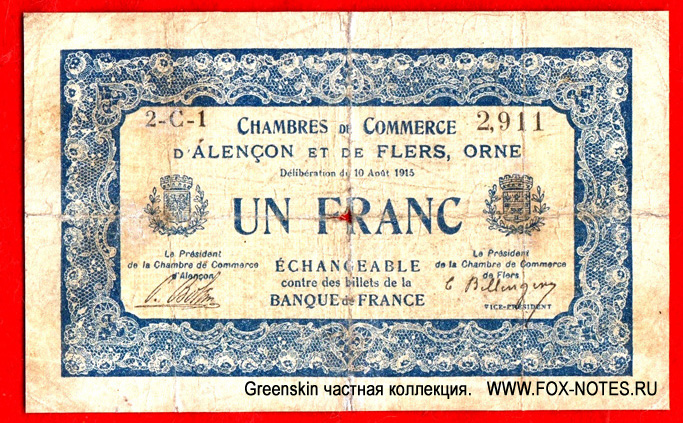 2-C-1 CHAMBRES DE COMMERCE 2,911
D'ALENÇON ET DE FLERS, ORNE
Délibération du 10 Août 1915
UN FRANC
Le Président
de la Chambre de Commerce
d'Alençon
Le Président
de la Chambre de Commerce
de Flers
ÉCHANGEABLE
contre des billets de la
BANQUE de FRANCE
VICE-PRÉSIDENT
Greenskin частная коллекция. WWW.FOX-NOTES.РУ